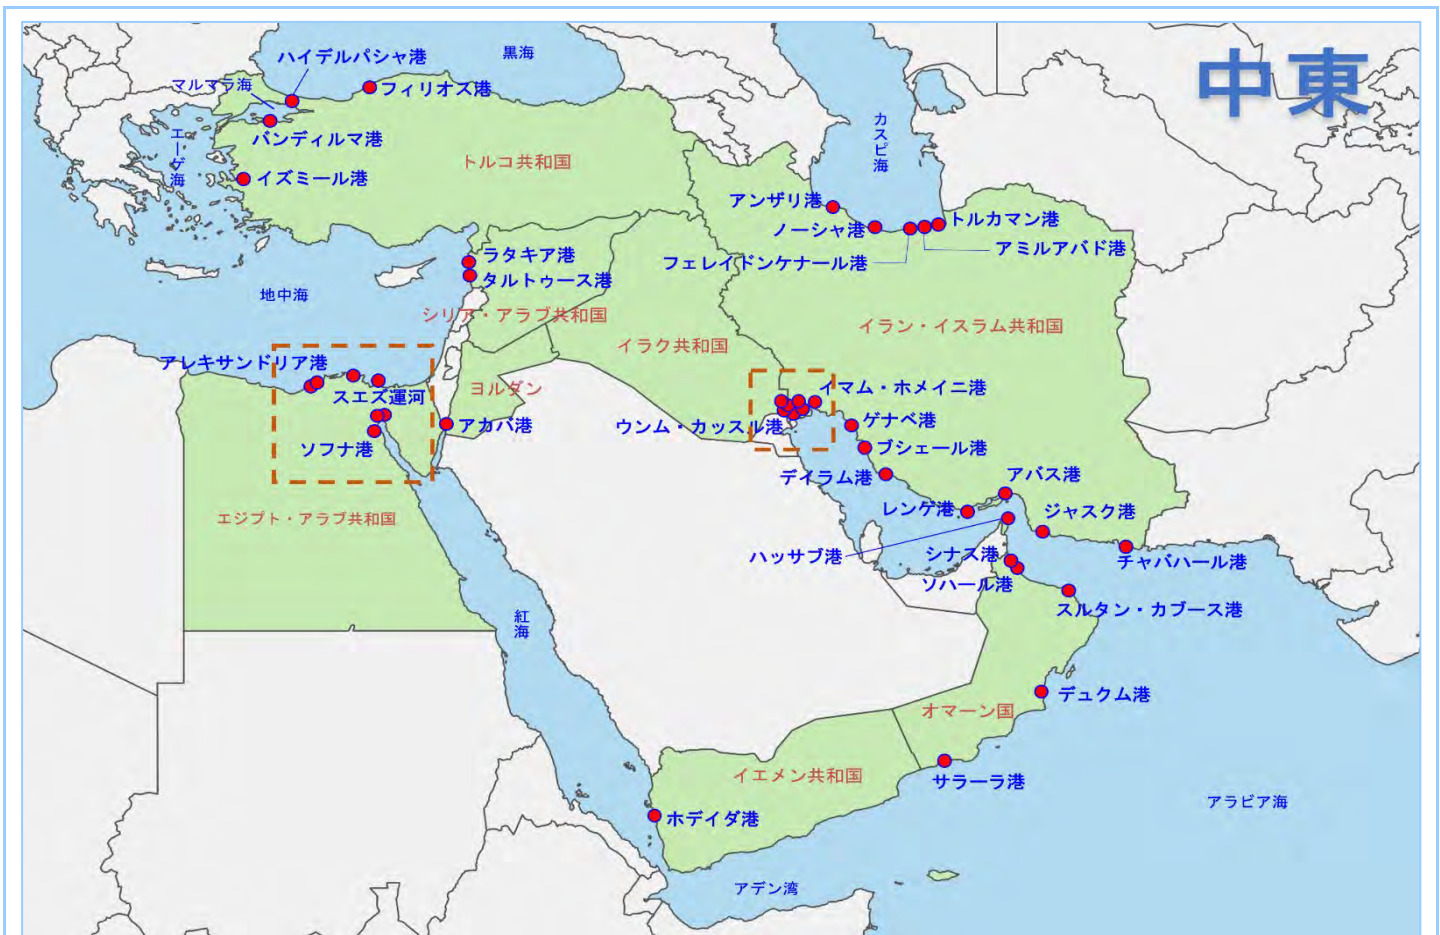 中東
ハイデルパシャ港
黒海
マルマラ海
フィリオス港
バンディルマ港
エーゲ海
トルコ共和国
イズミール港
カスピ海
アンザリ港
ノーシャ港
トルカマン港
アミルアバド港
フェレイドンケナール港
ラタキア港
タルトゥース港
地中海
シリア・アラブ共和国
イラク共和国
イラン・イスラム共和国
アレキサンドリア港
スエズ運河
ヨルダン
イマム・ホメイニ港
アカバ港
ウンム・カッスル港
ゲナベ港
ソフナ港
ブシェール港
デイラム港
アバス港
レンゲ港
ジャスク港
エジプト・アラブ共和国
ハッサブ港
シナス港
チャバハール港
ソハール港
スルタン・カブース港
紅海
デュクム港
オマーン国
イエメン共和国
サラーラ港
アラビア海
ホデイダ港
アデン湾